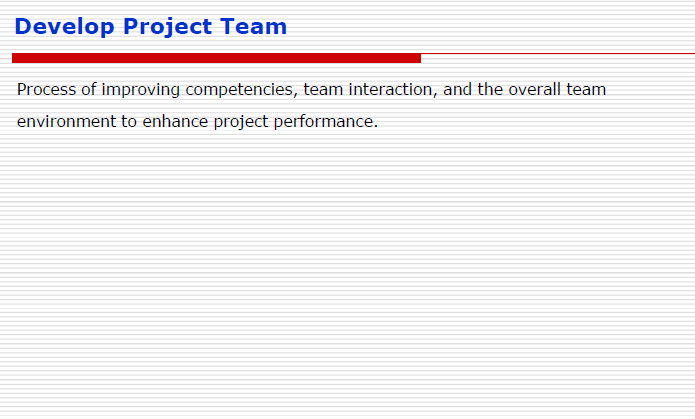 Develop Project Team
Process of improving competencies, team interaction, and the overall team
environment to enhance project performance.